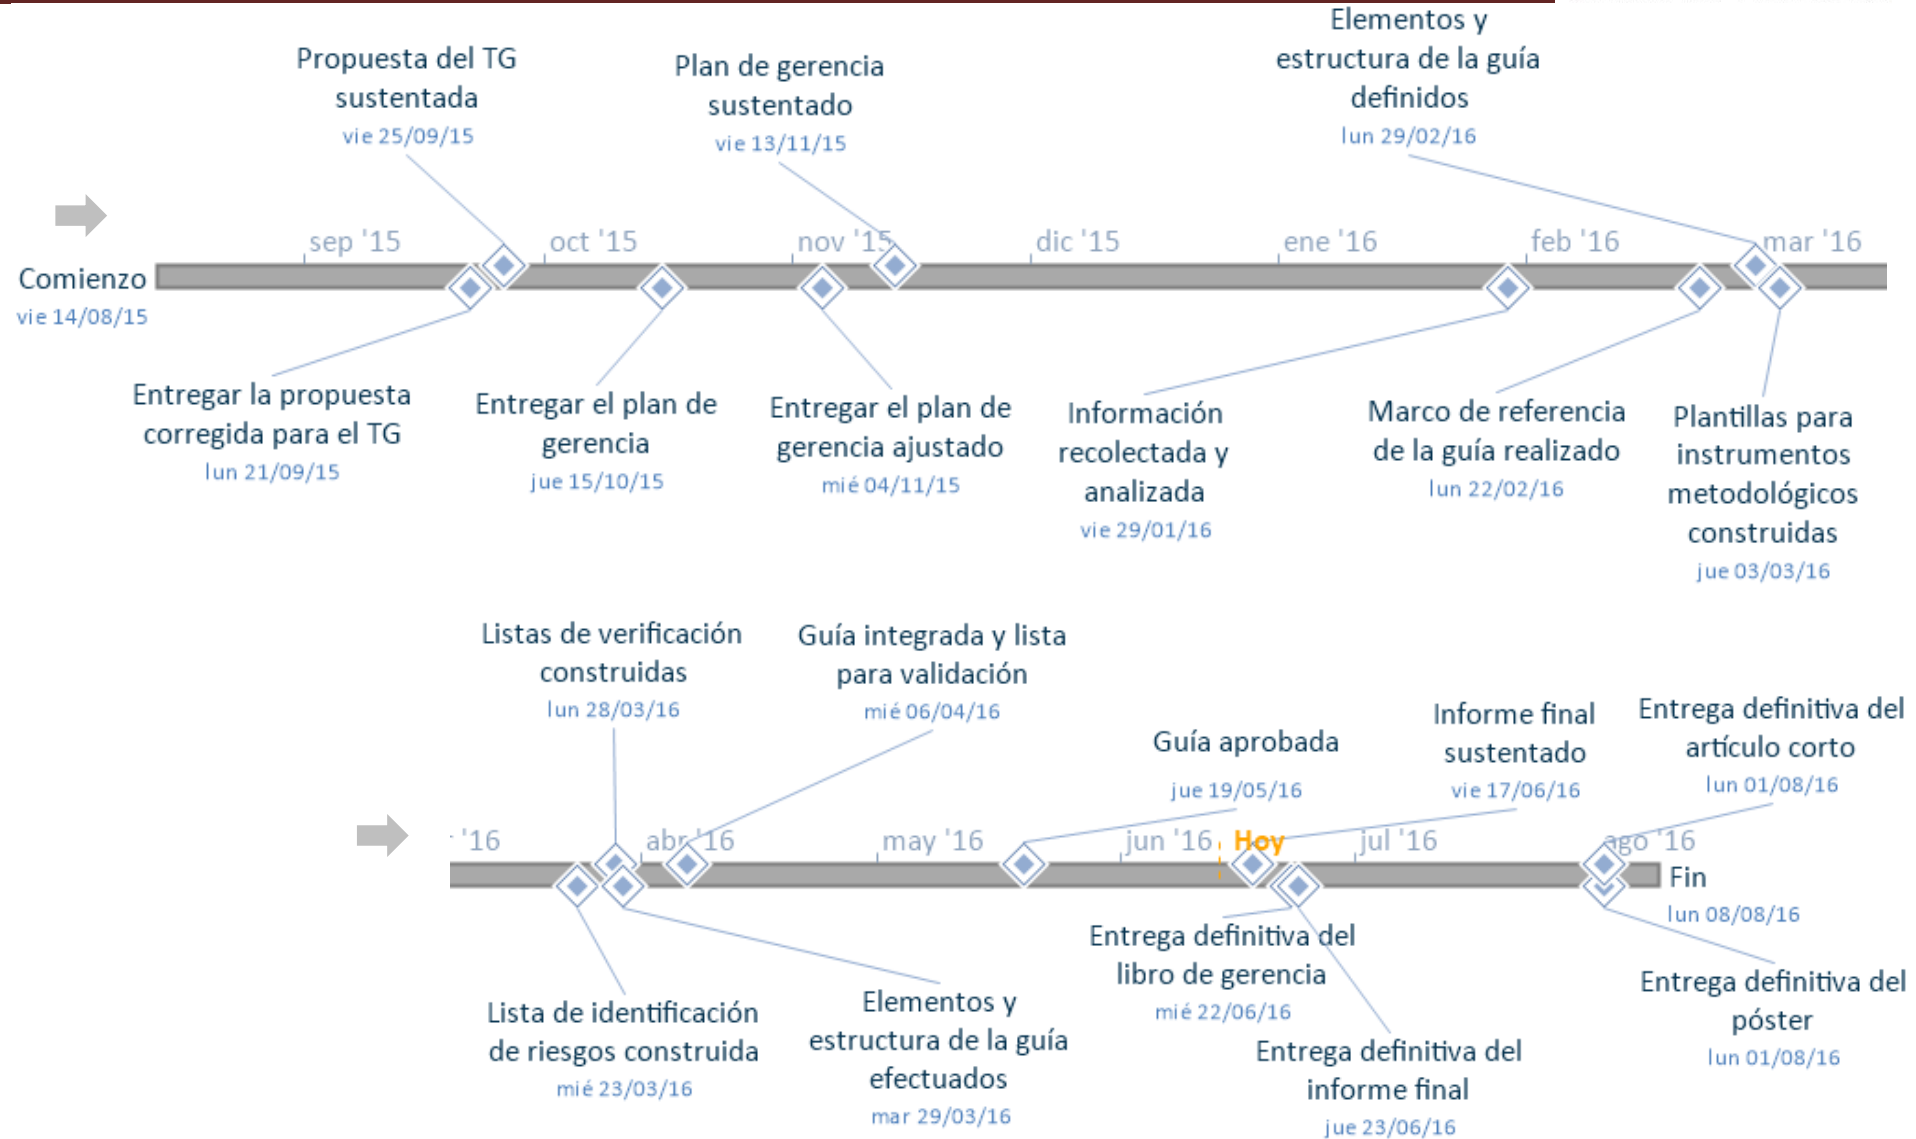 Propuesta del TG
sustentada
vie 25/09/15
Plan de gerencia
sustentado
vie 13/11/15
Elementos y
estructura de la guía
definidos
lun 29/02/16
sep '15
oct '15
nov '15
dic '15
ene '16
feb '16
mar '16
Comienzo
vie 14/08/15
Entregar la propuesta
corregida para el TG
lun 21/09/15
Entregar el plan de
gerencia
jue 15/10/15
Entregar el plan de
gerencia ajustado
mié 04/11/15
Información
recolectada y
analizada
vie 29/01/16
Marco de referencia
de la guía realizado
lun 22/02/16
Plantillas para
instrumentos
metodológicos
construidas
jue 03/03/16
Listas de verificación
construidas
lun 28/03/16
Guía integrada y lista
para validación
mié 06/04/16
Guía aprobada
jue 19/05/16
Informe final
sustentado
vie 17/06/16
Entrega definitiva del
artículo corto
lun 01/08/16
'16
abr '16
may '16
jun '16
Hoy
jul '16
ago '16
Fin
lun 08/08/16
Lista de identificación
de riesgos construida
mié 23/03/16
Elementos y
estructura de la guía
efectuados
mar 29/03/16
Entrega definitiva del
libro de gerencia
mié 22/06/16
Entrega definitiva del
informe final
jue 23/06/16
Entrega definitiva del
póster
lun 01/08/16